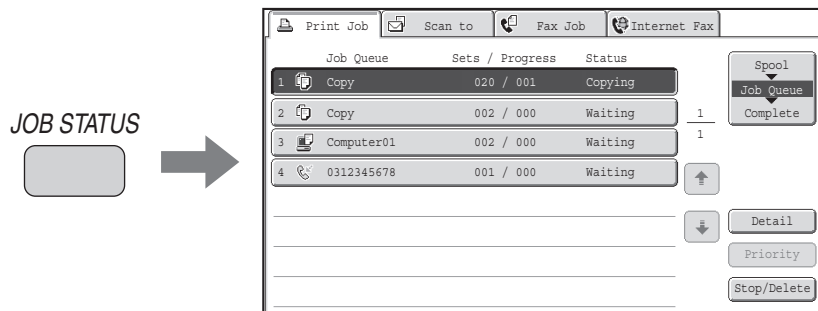 JOB STATUS
Print Job Scan to Fax Job Internet Fax
Job Queue Sets / Progress Status
1 Copy 020 / 001 Copying
2 Copy 002 / 000 Waiting
3 Computer01 002 / 000 Waiting
4 0312345678 001 / 000 Waiting
1
1
Spool
Job Queue
Complete
Detail
Priority
Stop/Delete